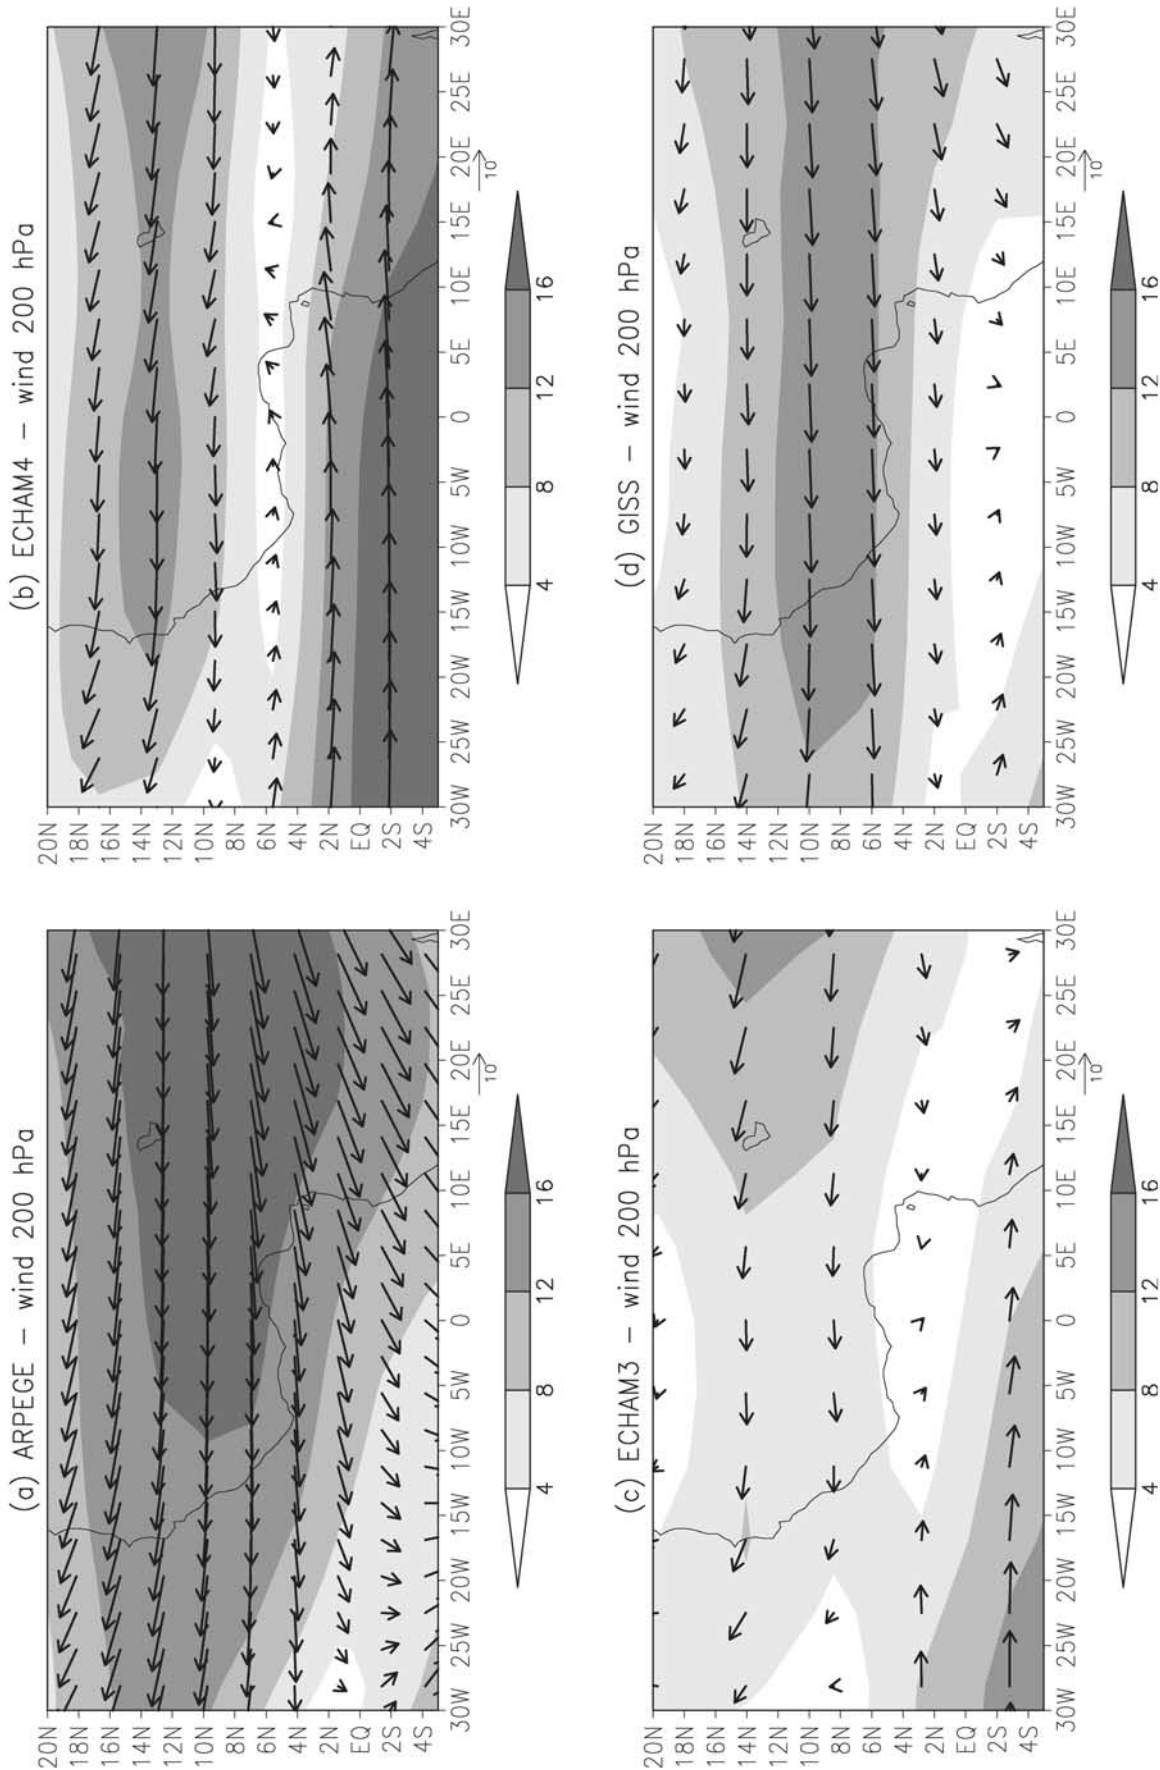 (a) ARPEGE – wind 200 hPa
20N
18N
16N
14N
12N
10N
8N
6N
4N
2N
EQ
2S
4S
30W 25W 20W 15W 10W 5W 0 5E 10E 15E 20E 25E 30E
10
4 8 12 16
(b) ECHAM4 – wind 200 hPa
20N
18N
16N
14N
12N
10N
8N
6N
4N
2N
EQ
2S
4S
30W 25W 20W 15W 10W 5W 0 5E 10E 15E 20E 25E 30E
10
4 8 12 16
(c) ECHAM3 – wind 200 hPa
20N
18N
16N
14N
12N
10N
8N
6N
4N
2N
EQ
2S
4S
30W 25W 20W 15W 10W 5W 0 5E 10E 15E 20E 25E 30E
10
4 8 12 16
(d) GISS – wind 200 hPa
20N
18N
16N
14N
12N
10N
8N
6N
4N
2N
EQ
2S
4S
30W 25W 20W 15W 10W 5W 0 5E 10E 15E 20E 25E 30E
10
4 8 12 16